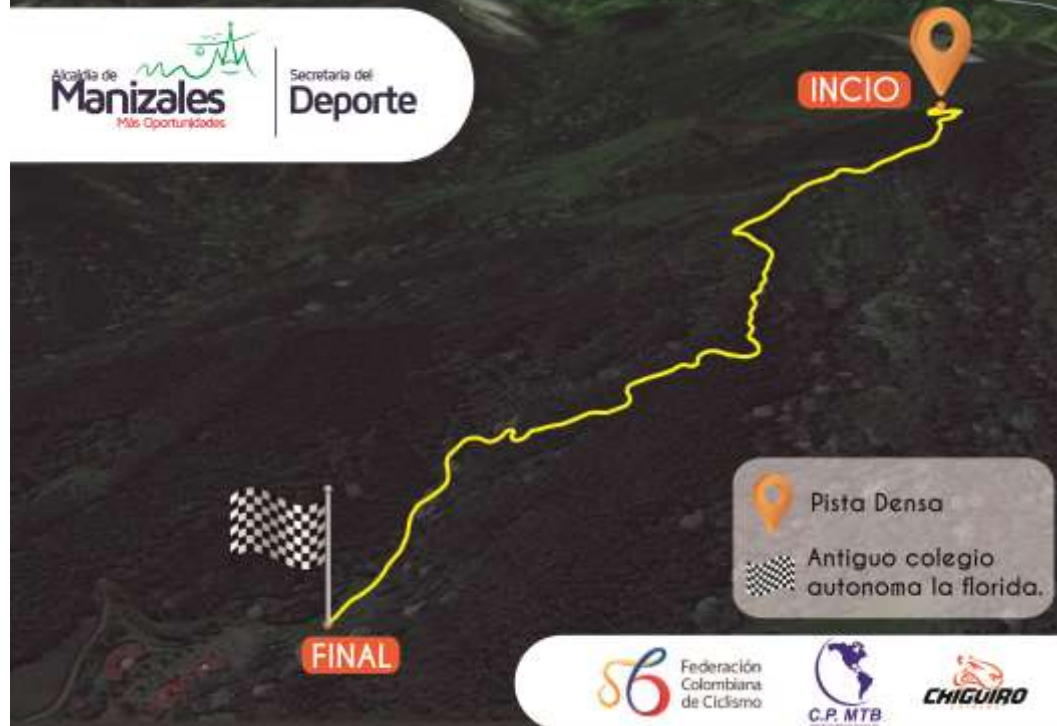 Alcaldía de
Manizales
Más Oportunidades
Secretaría del
Deporte
INCIO
Pista Densa
Antiguo colegio
autonoma la florida.
FINAL
Federación
Colombiana
de Ciclismo
C.P. MTB
CHIGUIRO